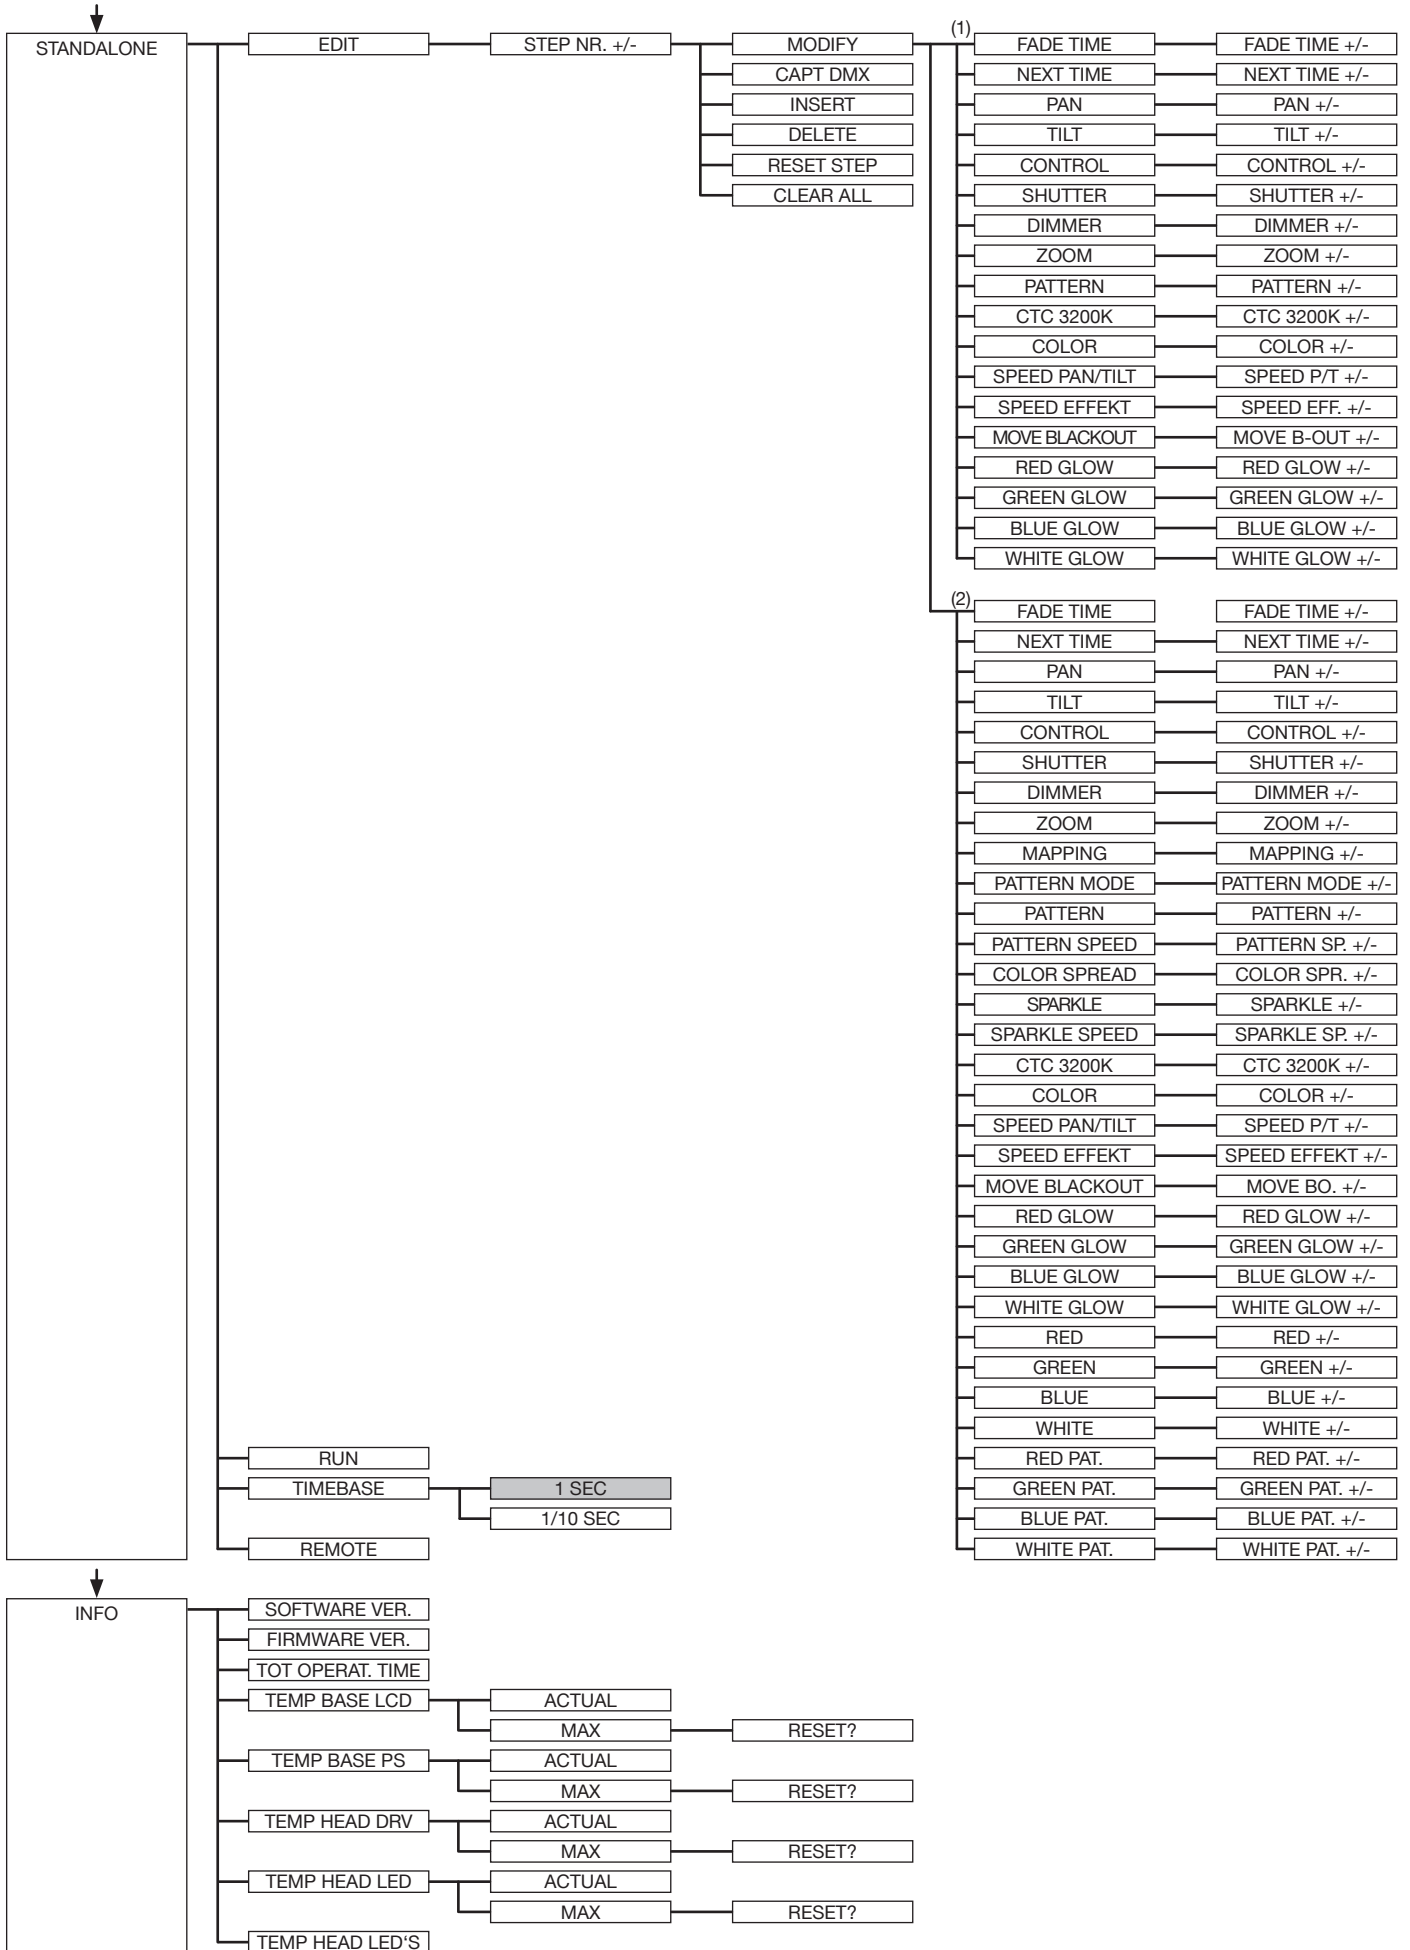 STANDALONE EDIT STEP NR. +/- MODIFY (1) FADE TIME FADE TIME +/-
CAPT DMX NEXT TIME NEXT TIME +/-
INSERT PAN PAN +/-
DELETE TILT TILT +/-
RESET STEP CONTROL CONTROL +/-
CLEAR ALL SHUTTER SHUTTER +/-
DIMMER DIMMER +/-
ZOOM ZOOM +/-
PATTERN PATTERN +/-
CTC 3200K CTC 3200K +/-
COLOR COLOR +/-
SPEED PAN/TILT SPEED P/T +/-
SPEED EFFEKT SPEED EFF. +/-
MOVE BLACKOUT MOVE B-OUT +/-
RED GLOW RED GLOW +/-
GREEN GLOW GREEN GLOW +/-
BLUE GLOW BLUE GLOW +/-
WHITE GLOW WHITE GLOW +/-
(2) FADE TIME FADE TIME +/-
NEXT TIME NEXT TIME +/-
PAN PAN +/-
TILT TILT +/-
CONTROL CONTROL +/-
SHUTTER SHUTTER +/-
DIMMER DIMMER +/-
ZOOM ZOOM +/-
MAPPING MAPPING +/-
PATTERN MODE PATTERN MODE +/-
PATTERN PATTERN +/-
PATTERN SPEED PATTERN SP. +/-
COLOR SPREAD COLOR SPR. +/-
SPARKLE SPARKLE +/-
SPARKLE SPEED SPARKLE SP. +/-
CTC 3200K CTC 3200K +/-
COLOR COLOR +/-
SPEED PAN/TILT SPEED P/T +/-
SPEED EFFEKT SPEED EFFEKT +/-
MOVE BLACKOUT MOVE BO. +/-
RED GLOW RED GLOW +/-
GREEN GLOW GREEN GLOW +/-
BLUE GLOW BLUE GLOW +/-
WHITE GLOW WHITE GLOW +/-
RED RED +/-
GREEN GREEN +/-
BLUE BLUE +/-
WHITE WHITE +/-
RUN RED PAT. RED PAT. +/-
TIMEBASE 1 SEC GREEN PAT. GREEN PAT. +/-
1/10 SEC BLUE PAT. BLUE PAT. +/-
REMOTE WHITE PAT. WHITE PAT. +/-
INFO SOFTWARE VER.
FIRMWARE VER.
TOT OPERAT. TIME
TEMP BASE LCD ACTUAL
MAX RESET?
TEMP BASE PS ACTUAL
MAX RESET?
TEMP HEAD DRV ACTUAL
MAX RESET?
TEMP HEAD LED ACTUAL
MAX RESET?
TEMP HEAD LED‘S